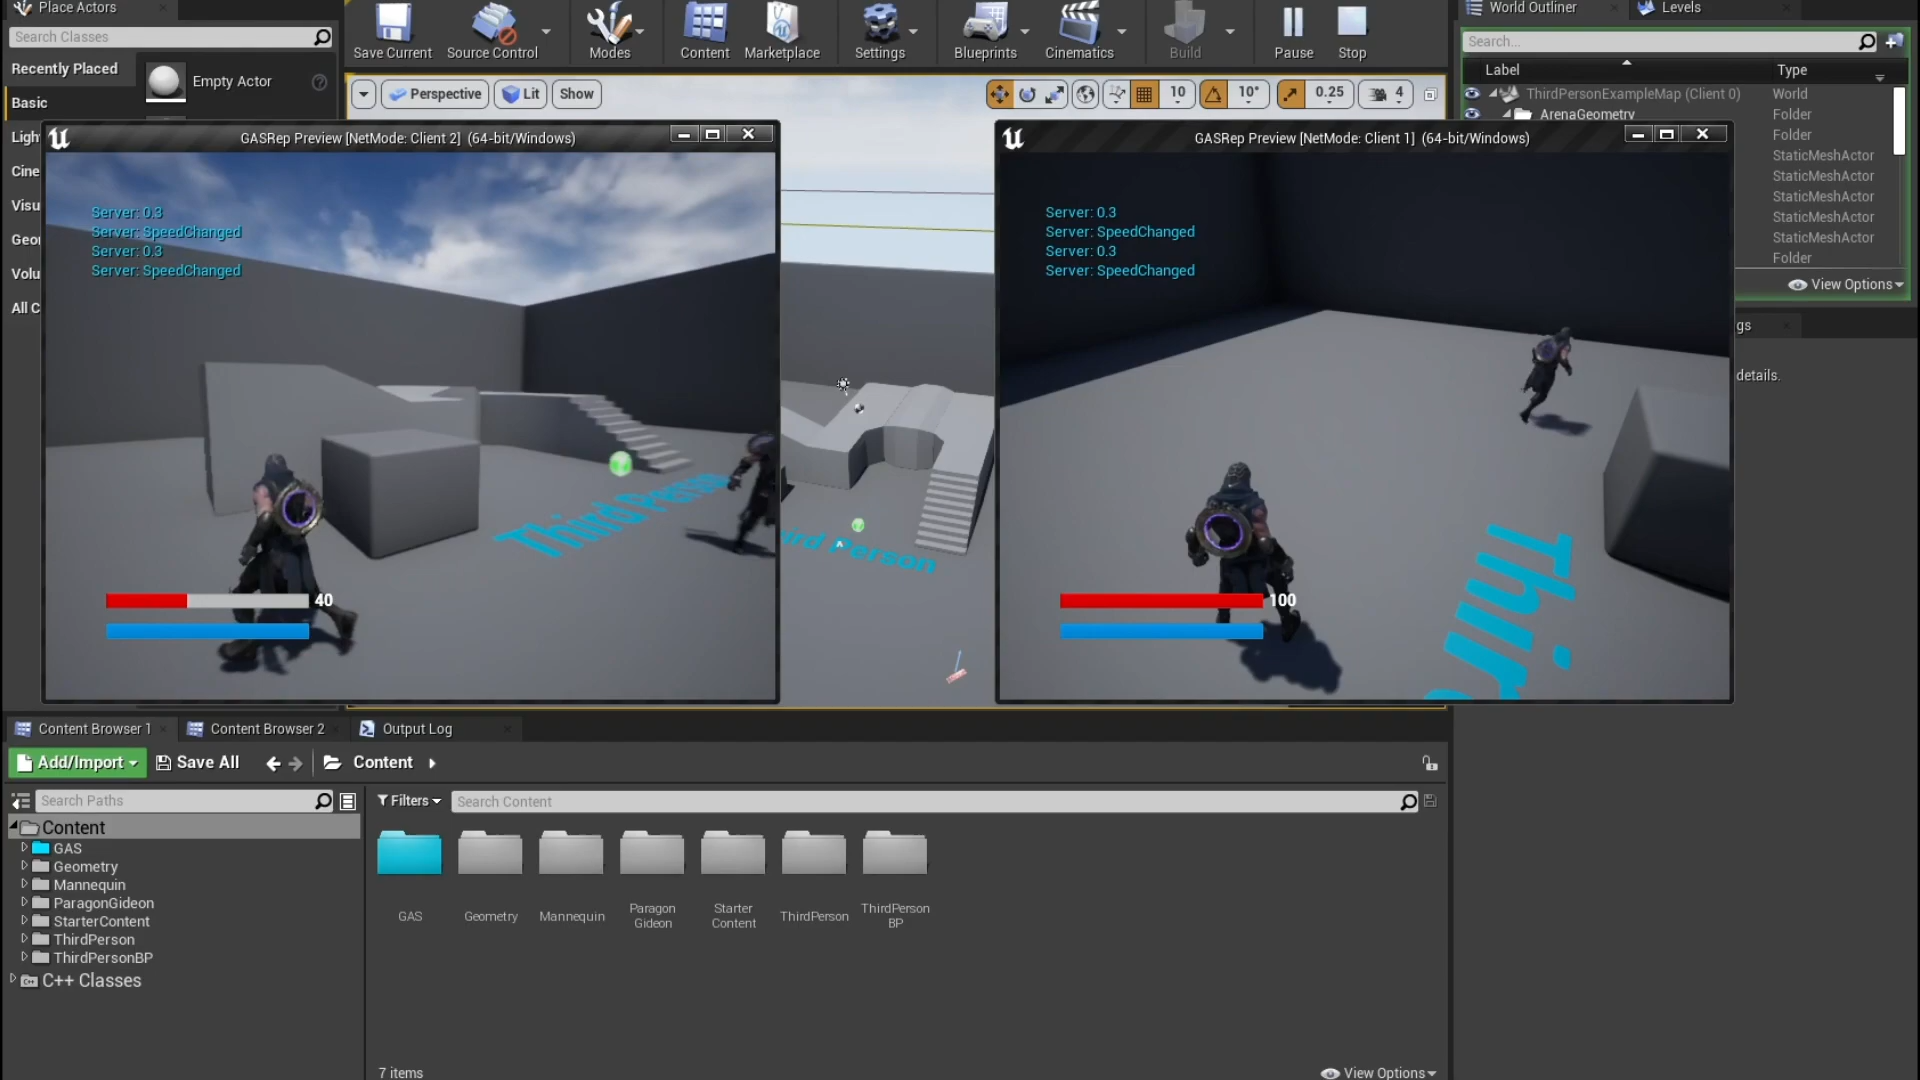 Place Actors
Search Classes
Recently Placed
Basic
Empty Actor
All C
Save Current
Source Control
Modes
Content
Marketplace
Settings
Blueprints
Cinematics
Build
Pause
Stop
Perspective
Lit
Show
10
10°
0.25
4
World Outliner
Levels
Search...
Label
Type
ThirdPersonExampleMap (Client 0)
World
ArenaGeometry
Folder
Folder
StaticMeshActor
StaticMeshActor
StaticMeshActor
StaticMeshActor
StaticMeshActor
Folder
View Options
details.
GASRep Preview [NetMode: Client 2] (64-bit/Windows)
Server: 0.3
Server: SpeedChanged
Server: 0.3
Server: SpeedChanged
Third Person
40
Third Person
GASRep Preview [NetMode: Client 1] (64-bit/Windows)
Server: 0.3
Server: SpeedChanged
Server: 0.3
Server: SpeedChanged
Third
100
Content Browser 1
Content Browser 2
Output Log
Add/Import
Save All
Content
Search Paths
Filters
Search Content
Content
GAS
Geometry
Mannequin
ParagonGideon
StarterContent
ThirdPerson
ThirdPersonBP
C++ Classes
GAS
Geometry
Mannequin
Paragon
Gideon
Starter
Content
ThirdPerson
ThirdPerson
BP
7 items
View Options